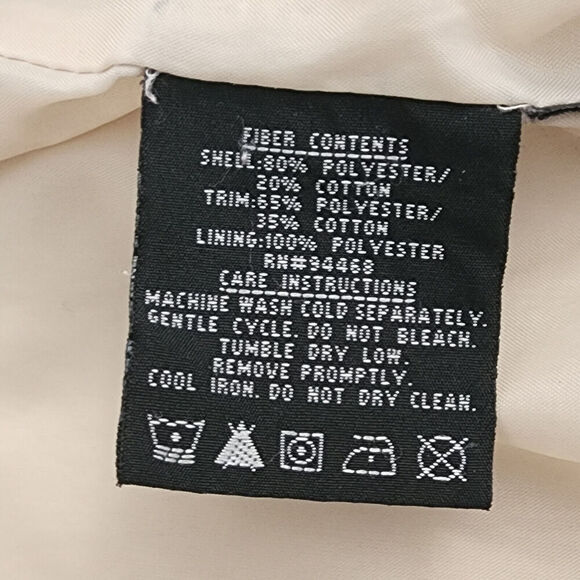 FIBER CONTENTS
SHELL:80% POLYESTER/
20% COTTON
TRIM:65% POLYESTER/
35% COTTON
LINING:100% POLYESTER
RN#94468
CARE INSTRUCTIONS
MACHINE WASH COLD SEPARATELY.
GENTLE CYCLE. DO NOT BLEACH.
TUMBLE DRY LOW.
REMOVE PROMPTLY.
COOL IRON. DO NOT DRY CLEAN.